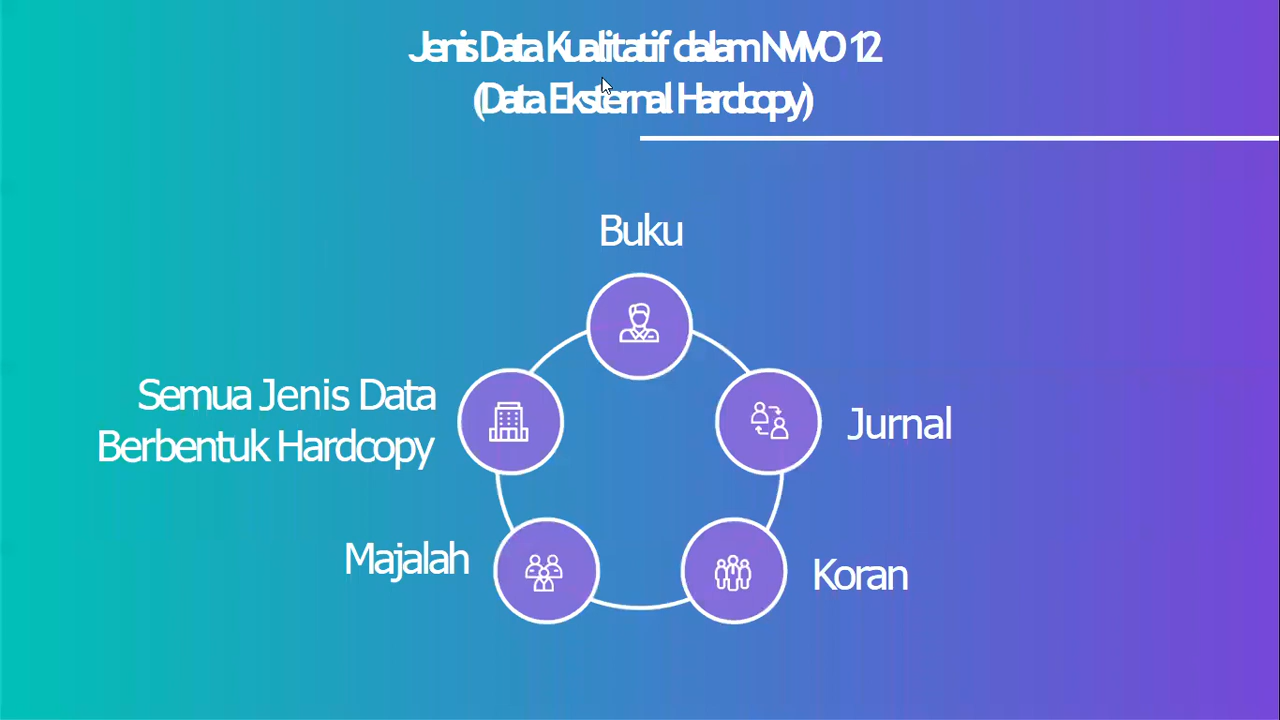 Jenis Data Kualitatif dalam NVIVO 12
(Data Eksternal Hardcopy)
Buku
Semua Jenis Data
Berbentuk Hardcopy
Jurnal
Majalah
Koran